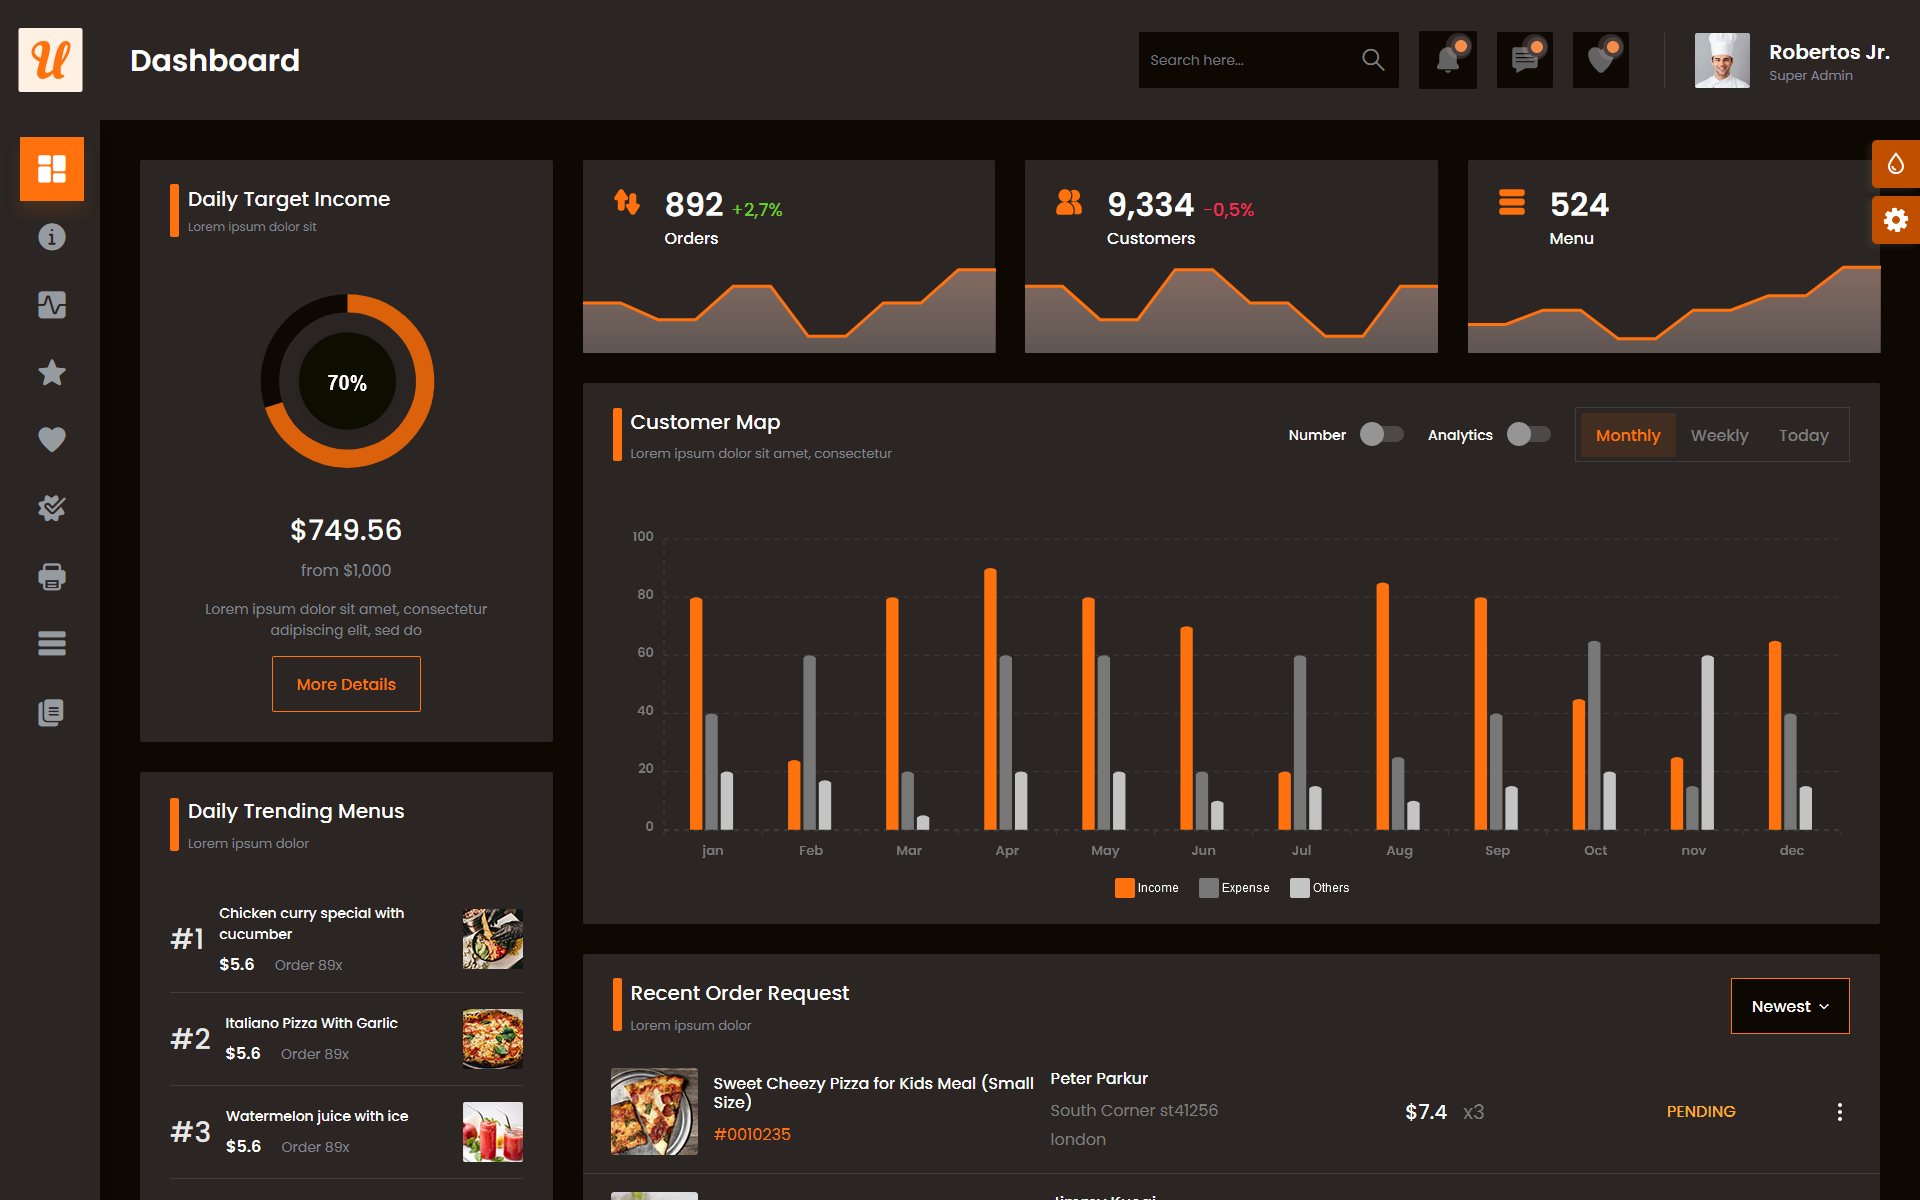 U
Dashboard
Search here...
Robertos Jr.
Super Admin
Daily Target Income
Lorem ipsum dolor sit
70%
$749.56
from $1,000
Lorem ipsum dolor sit amet, consectetur
adipiscing elit, sed do
More Details
892 +2,7%
Orders
9,334 -0,5%
Customers
524
Menu
Customer Map
Lorem ipsum dolor sit amet, consectetur
Number
Analytics
Monthly Weekly Today
100
80
60
40
20
0
jan Feb Mar Apr May Jun Jul Aug Sep Oct nov dec
Income Expense Others
Daily Trending Menus
Lorem ipsum dolor
#1
Chicken curry special with
cucumber
$5.6 Order 89x
#2
Italiano Pizza With Garlic
$5.6 Order 89x
#3
Watermelon juice with ice
$5.6 Order 89x
Recent Order Request
Lorem ipsum dolor
Newest
Sweet Cheezy Pizza for Kids Meal (Small
Size)
#0010235
Peter Parkur
South Corner st41256
london
$7.4 x3
PENDING